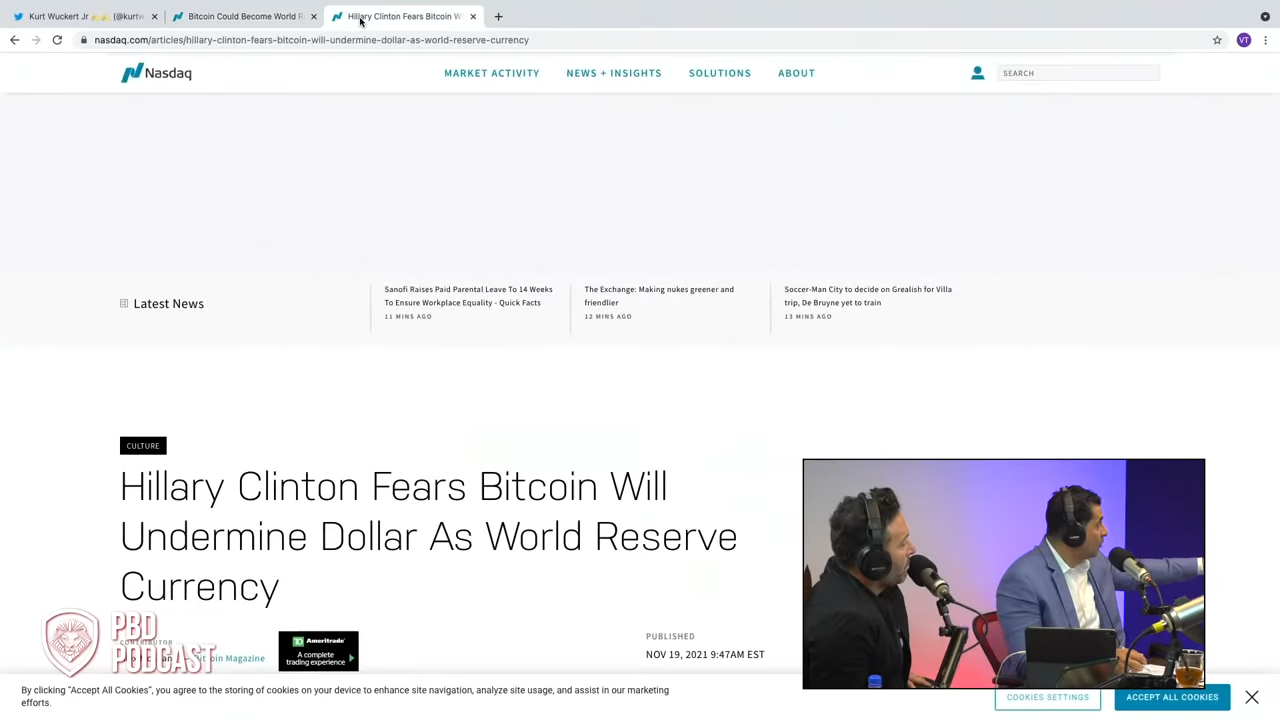 Kurt Wuckert Jr
(@kurtw
Bitcoin Could Become World R
Hillary Clinton Fears Bitcoin W
nasdaq.com/articles/hillary-clinton-fears-bitcoin-will-undermine-dollar-as-world-reserve-currency
VT
Nasdaq
MARKET ACTIVITY
NEWS + INSIGHTS
SOLUTIONS
ABOUT
SEARCH
Latest News
Sanofi Raises Paid Parental Leave To 14 Weeks
To Ensure Workplace Equality - Quick Facts
11 MINS AGO
The Exchange: Making nukes greener and
friendlier
12 MINS AGO
Soccer-Man City to decide on Grealish for Villa
trip, De Bruyne yet to train
13 MINS AGO
CULTURE
Hillary Clinton Fears Bitcoin Will
Undermine Dollar As World Reserve
Currency
PBD
PODCAST
Magazine
TD Ameritrade
A complete
trading experience
PUBLISHED
NOV 19, 2021 9:47AM EST
By clicking “Accept All Cookies”, you agree to the storing of cookies on your device to enhance site navigation, analyze site usage, and assist in our marketing
efforts.
COOKIES SETTINGS
ACCEPT ALL COOKIES